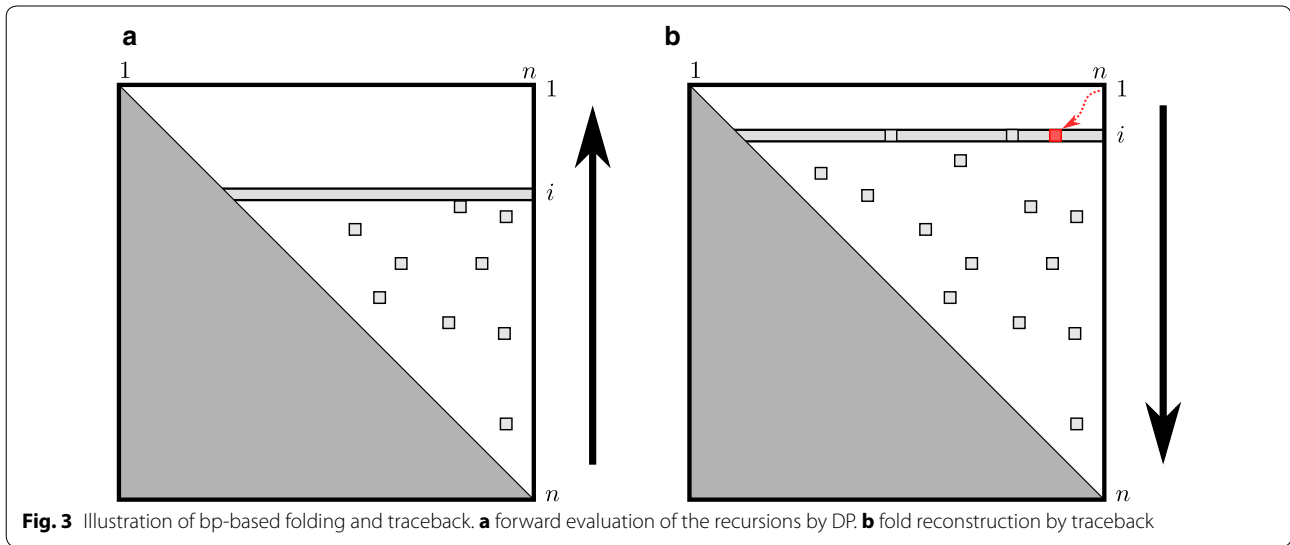 a
b
1 n
1 n
1
1
i
i
n
n
Fig. 3 Illustration of bp-based folding and traceback. a forward evaluation of the recursions by DP. b fold reconstruction by traceback